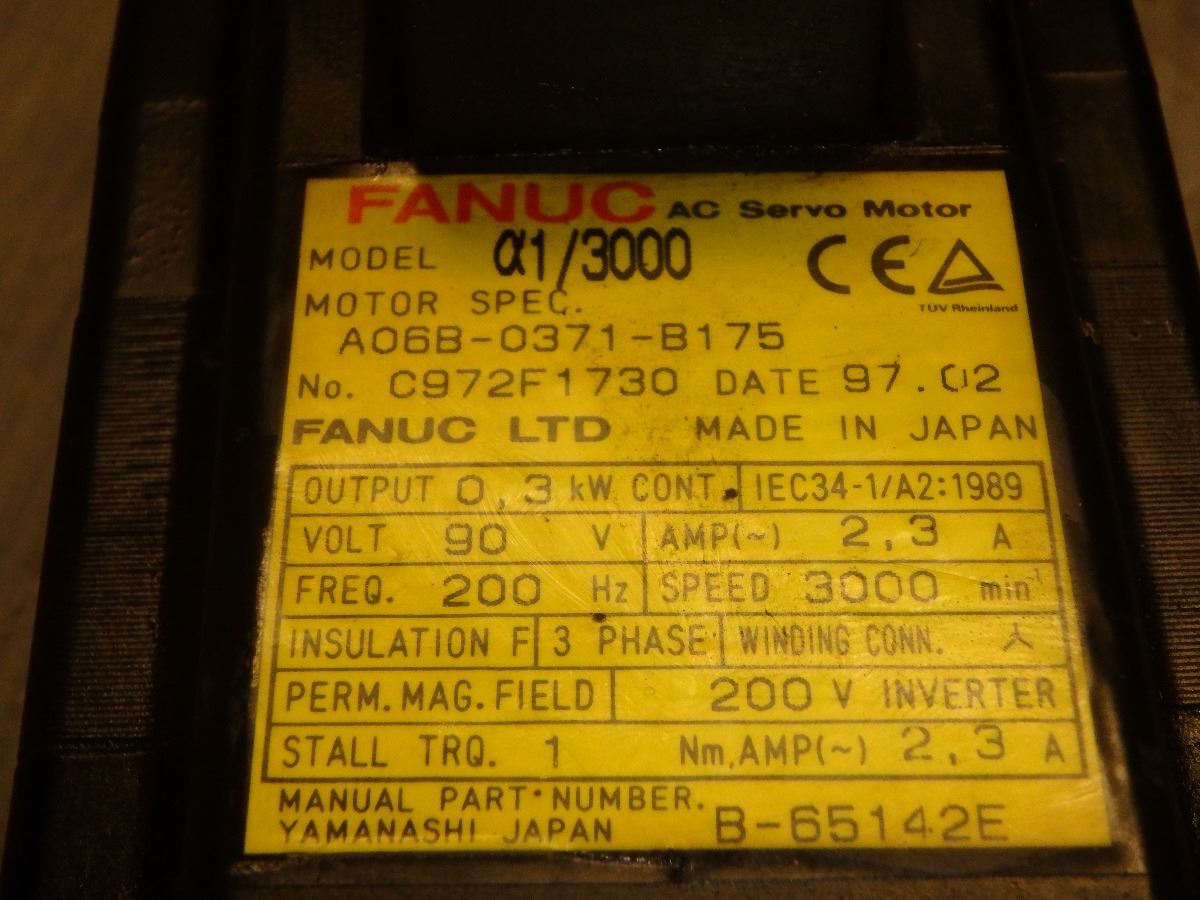 FANUC AC Servo Motor
MODEL α1/3000
CE
TÜV Rheinland
MOTOR SPEC.
A06B-0371-B175
No. C972F1730 DATE 97.02
FANUC LTD MADE IN JAPAN
OUTPUT 0,3 kW CONT. IEC34-1/A2:1989
VOLT 90 V AMP(~) 2,3 A
FREQ. 200 Hz SPEED 3000 min⁻¹
INSULATION F 3 PHASE WINDING CONN. ⅄
PERM.MAG.FIELD 200 V INVERTER
STALL TRQ. 1 Nm,AMP(~) 2,3 A
MANUAL PART NUMBER.
YAMANASHI JAPAN B-65142E